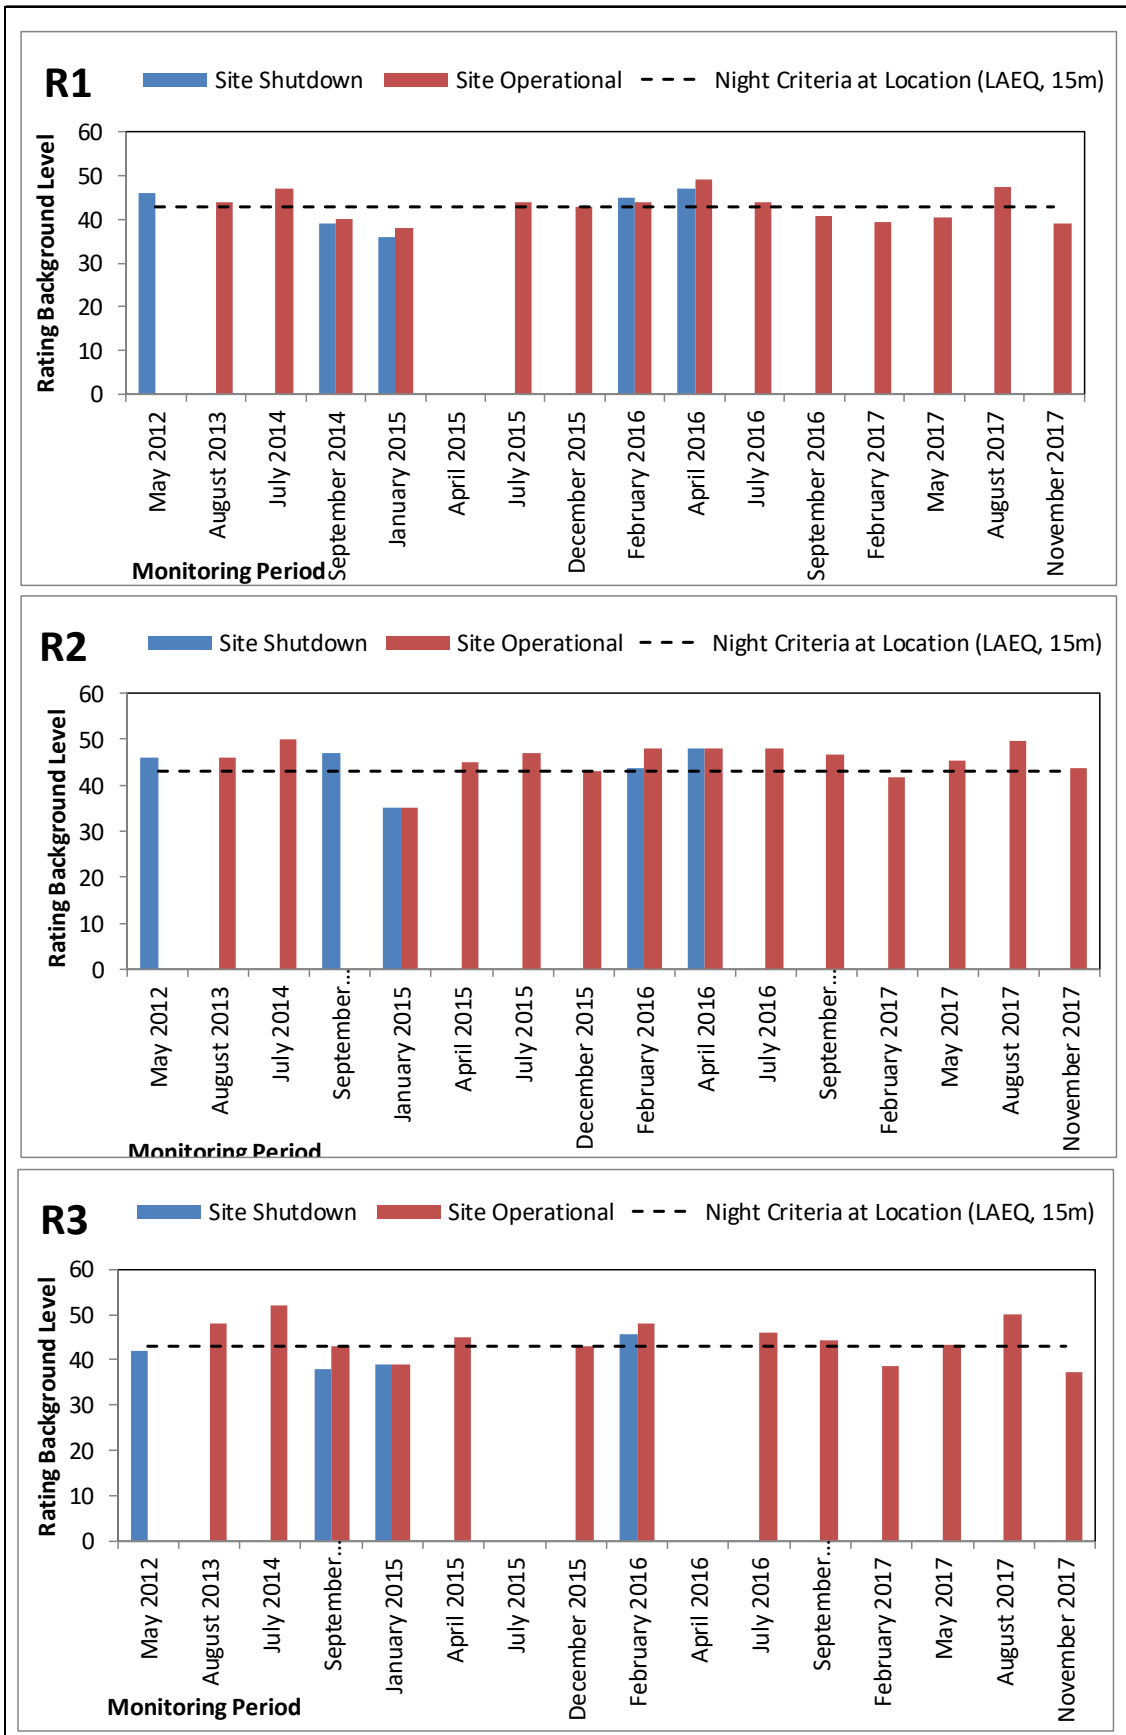 R1
Site Shutdown Site Operational Night Criteria at Location (LAEQ, 15m)
Rating Background Level
60
50
40
30
20
10
0
May 2012
August 2013
July 2014
September 2014
January 2015
April 2015
July 2015
December 2015
February 2016
April 2016
July 2016
September 2016
February 2017
May 2017
August 2017
November 2017
Monitoring Period
R2
Site Shutdown Site Operational Night Criteria at Location (LAEQ, 15m)
Rating Background Level
60
50
40
30
20
10
0
May 2012
August 2013
July 2014
September...
January 2015
April 2015
July 2015
December 2015
February 2016
April 2016
July 2016
September...
February 2017
May 2017
August 2017
November 2017
Monitoring Period
R3
Site Shutdown Site Operational Night Criteria at Location (LAEQ, 15m)
Rating Background Level
60
50
40
30
20
10
0
May 2012
August 2013
July 2014
September...
January 2015
April 2015
July 2015
December 2015
February 2016
April 2016
July 2016
September...
February 2017
May 2017
August 2017
November 2017
Monitoring Period